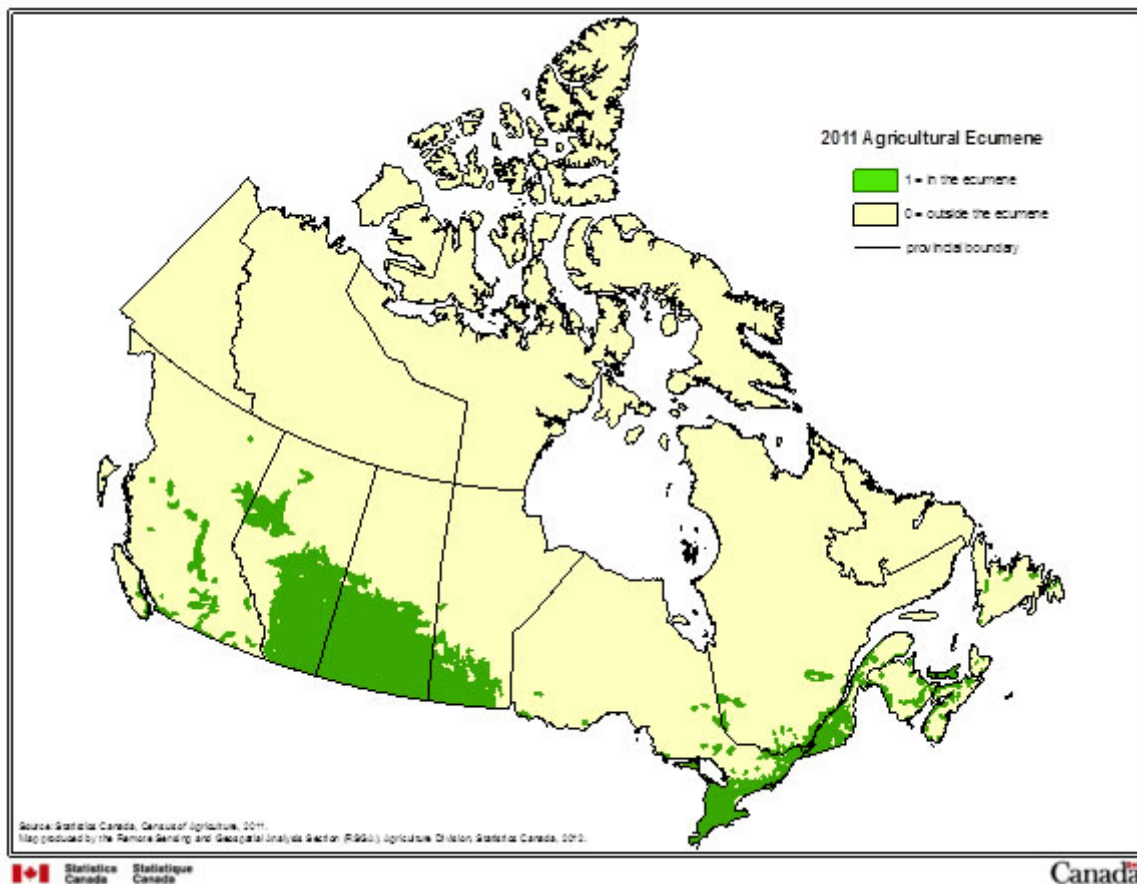 2011 Agricultural Ecumene
1 = in the ecumene
0 = outside the ecumene
provincial boundary
Source: Statistics Canada, Census of Agriculture, 2011.
Map produced by the Remote Sensing and Geospatial Analysis Section (RSGA), Agriculture Division, Statistics Canada, 2012.
Statistics Statistique
Canada Canada
Canada